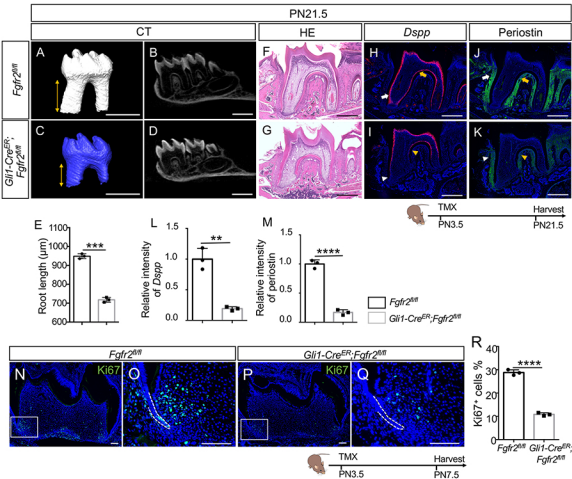 PN21.5
CT
HE
Dspp
Periostin
Fgfr2fl/fl
A
B
F
H
J
Gli1-CreER;
Fgfr2fl/fl
C
D
G
I
K
TMX
Harvest
PN3.5
PN21.5
E
Root length (μm)
1100
1000
900
800
700
600
***
L
Relative intensity
of Dspp
1.5
1.0
0.5
0.0
**
M
Relative intensity
of periostin
1.5
1.0
0.5
0.0
****
Fgfr2fl/fl
Gli1-CreER;Fgfr2fl/fl
Fgfr2fl/fl
Gli1-CreER;Fgfr2fl/fl
N
Ki67
O
P
Ki67
Q
R
Ki67+ cells %
40
30
20
10
0
****
Fgfr2fl/fl
Gli1-CreER;
Fgfr2fl/fl
TMX
Harvest
PN3.5
PN7.5